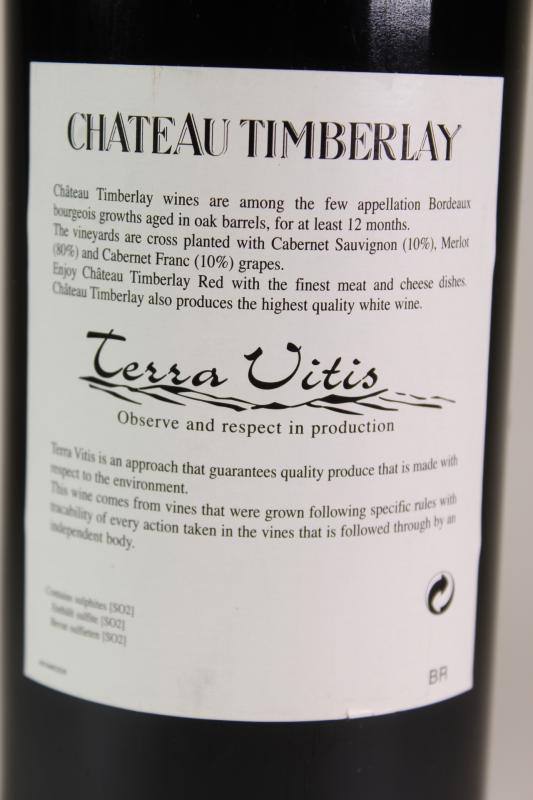 CHATEAU TIMBERLAY
Château Timberlay wines are among the few appellation Bordeaux
bourgeois growths aged in oak barrels, for at least 12 months.
The vineyards are cross planted with Cabernet Sauvignon (10%), Merlot
(80%) and Cabernet Franc (10%) grapes.
Enjoy Château Timberlay Red with the finest meat and cheese dishes.
Château Timberlay also produces the highest quality white wine.
Terra Vitis
Observe and respect in production
Terra Vitis is an approach that guarantees quality produce that is made with
respect to the environment.
This wine comes from vines that were grown following specific rules with
tracability of every action taken in the vines that is followed through by an
independent body.
Contains sulphites [SO2]
Enthält sulfite [SO2]
Bevat sulfieten [SO2]
BR